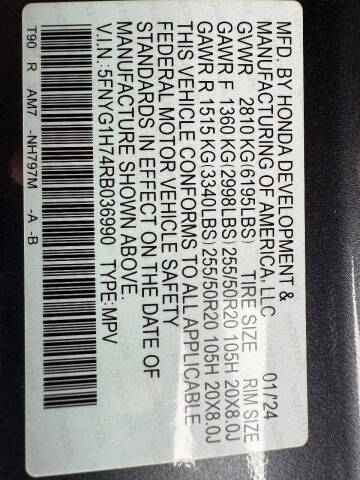 MFD. BY HONDA DEVELOPMENT &
MANUFACTURING OF AMERICA, LLC 01/24
GVWR 2810 KG(6195LBS) TIRE SIZE RIM SIZE
GAWR F 1360 KG(2998LBS) 255/50R20 105H 20X8.0J
GAWR R 1515 KG(3340LBS) 255/50R20 105H 20X8.0J
THIS VEHICLE CONFORMS TO ALL APPLICABLE
FEDERAL MOTOR VEHICLE SAFETY
STANDARDS IN EFFECT ON THE DATE OF
MANUFACTURE SHOWN ABOVE.
V.I.N.: 5FNYG1H74RB036990 TYPE:MPV
T90 R AM7 -NH797M -A -B